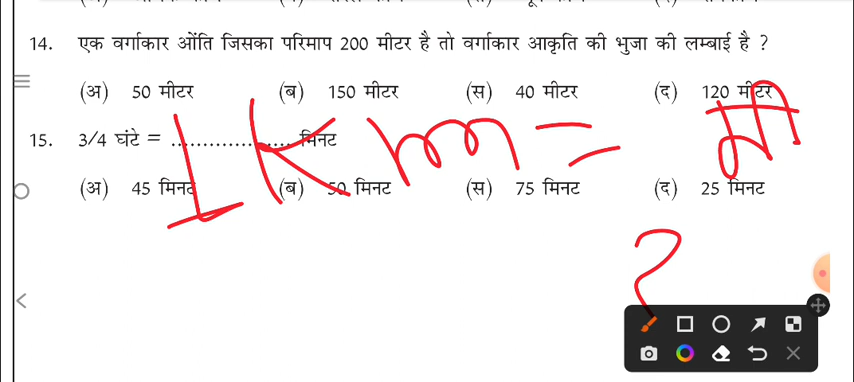 14. एक वर्गाकार ओंति जिसका परिमाप 200 मीटर है तो वर्गाकार आकृति की भुजा की लम्बाई है ?
(अ) 50 मीटर (ब) 150 मीटर (स) 40 मीटर (द) 120 मीटर
15. 3/4 घंटे = ........................ मिनट
(अ) 45 मिनट (ब) 50 मिनट (स) 75 मिनट (द) 25 मिनट
1 Km = मी
?